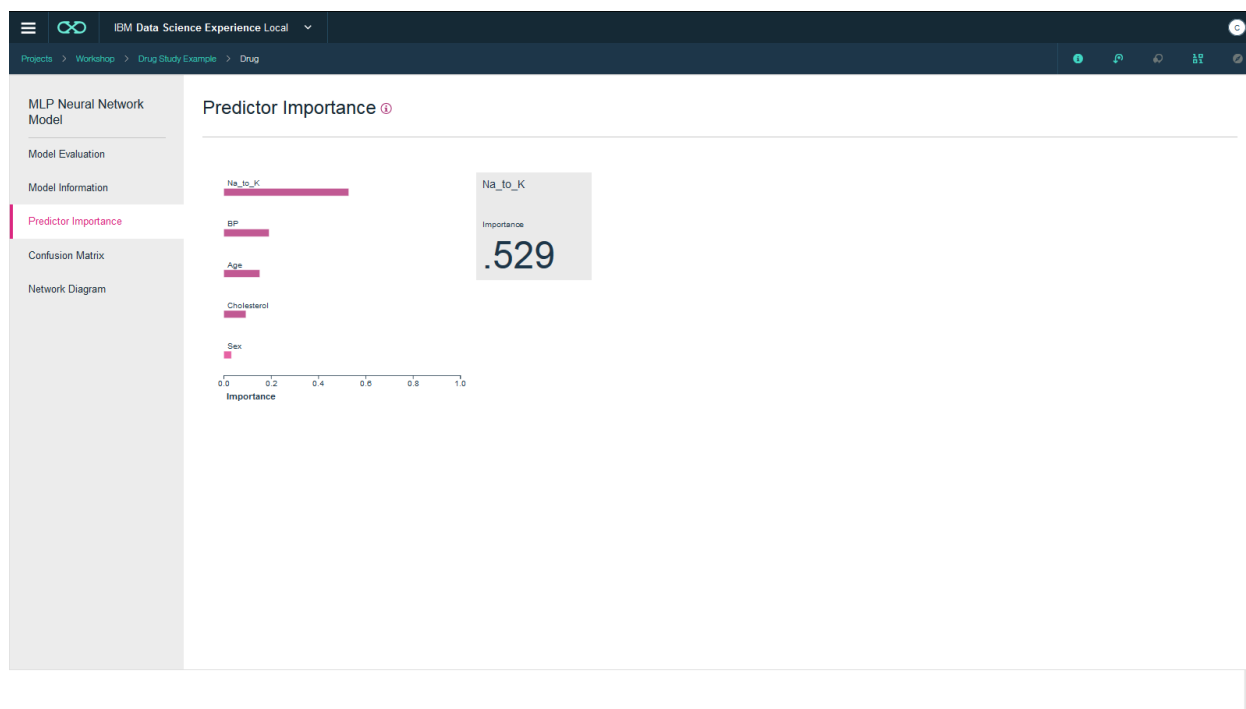 IBM Data Science Experience Local
C
Projects > Workshop > Drug Study Example > Drug
MLP Neural Network
Model
Model Evaluation
Model Information
Predictor Importance
Confusion Matrix
Network Diagram
Predictor Importance
Na_to_K
BP
Age
Cholesterol
Sex
0.0 0.2 0.4 0.6 0.8 1.0
Importance
Na_to_K
Importance
.529